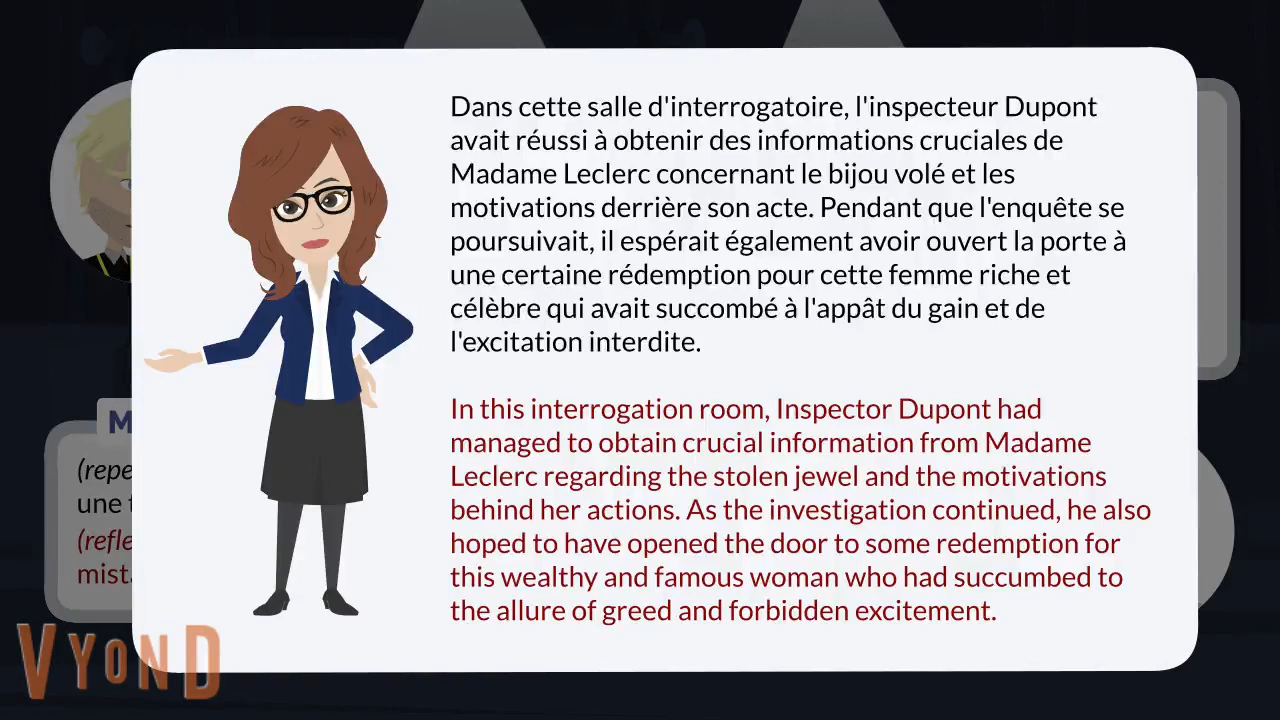 Dans cette salle d'interrogatoire, l'inspecteur Dupont
avait réussi à obtenir des informations cruciales de
Madame Leclerc concernant le bijou volé et les
motivations derrière son acte. Pendant que l'enquête se
poursuivait, il espérait également avoir ouvert la porte à
une certaine rédemption pour cette femme riche et
célèbre qui avait succombé à l'appât du gain et de
l'excitation interdite.
In this interrogation room, Inspector Dupont had
managed to obtain crucial information from Madame
Leclerc regarding the stolen jewel and the motivations
behind her actions. As the investigation continued, he also
hoped to have opened the door to some redemption for
this wealthy and famous woman who had succumbed to
the allure of greed and forbidden excitement.
M
(repe
une
(refle
mista
VYOND